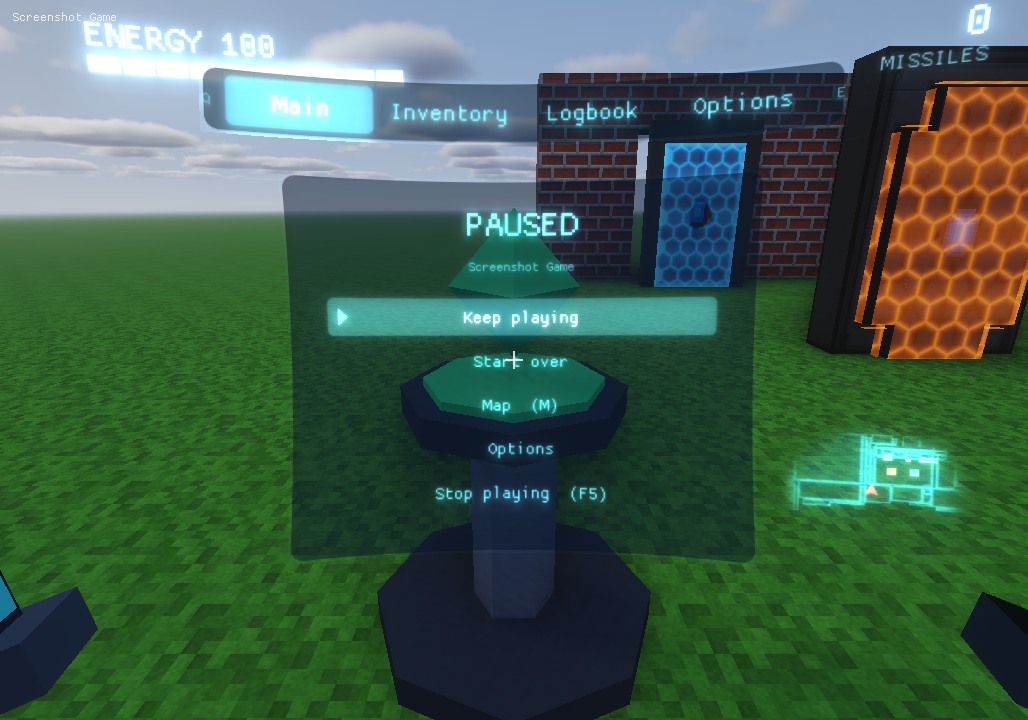 Screenshot Game
ENERGY 100
0
MISSILES
Main
Inventory
Logbook
Options
E
PAUSED
Screenshot Game
Keep playing
Start over
Map (M)
Options
Stop playing (F5)